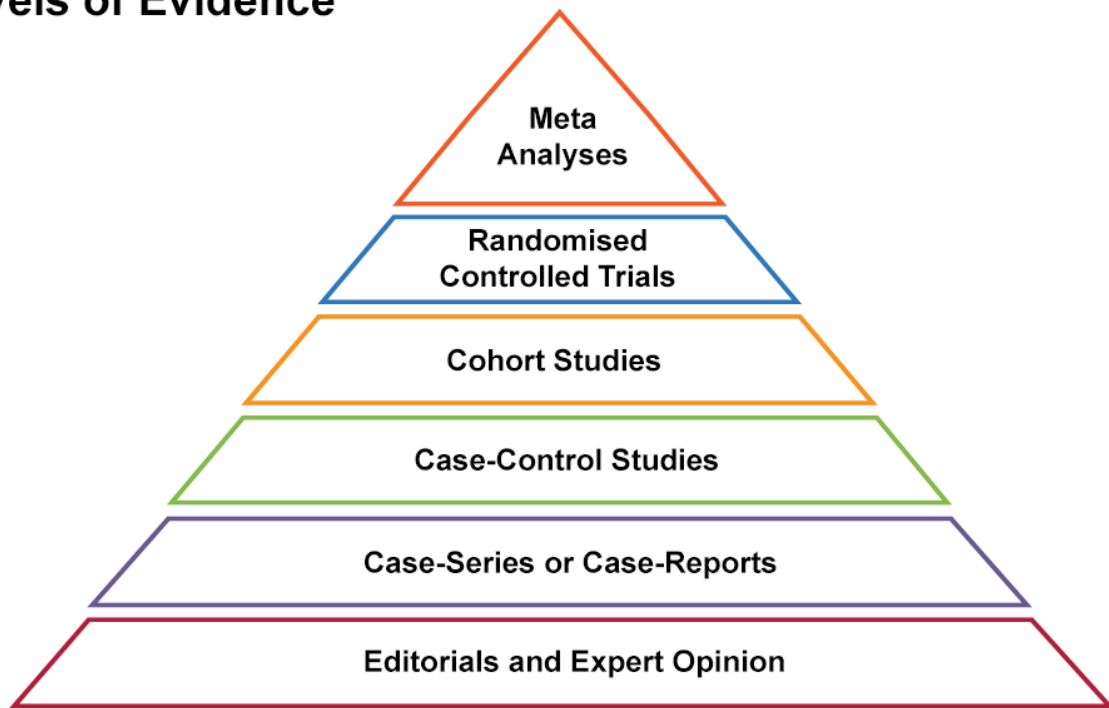 vels of Evidence
Meta
Analyses
Randomised
Controlled Trials
Cohort Studies
Case-Control Studies
Case-Series or Case-Reports
Editorials and Expert Opinion